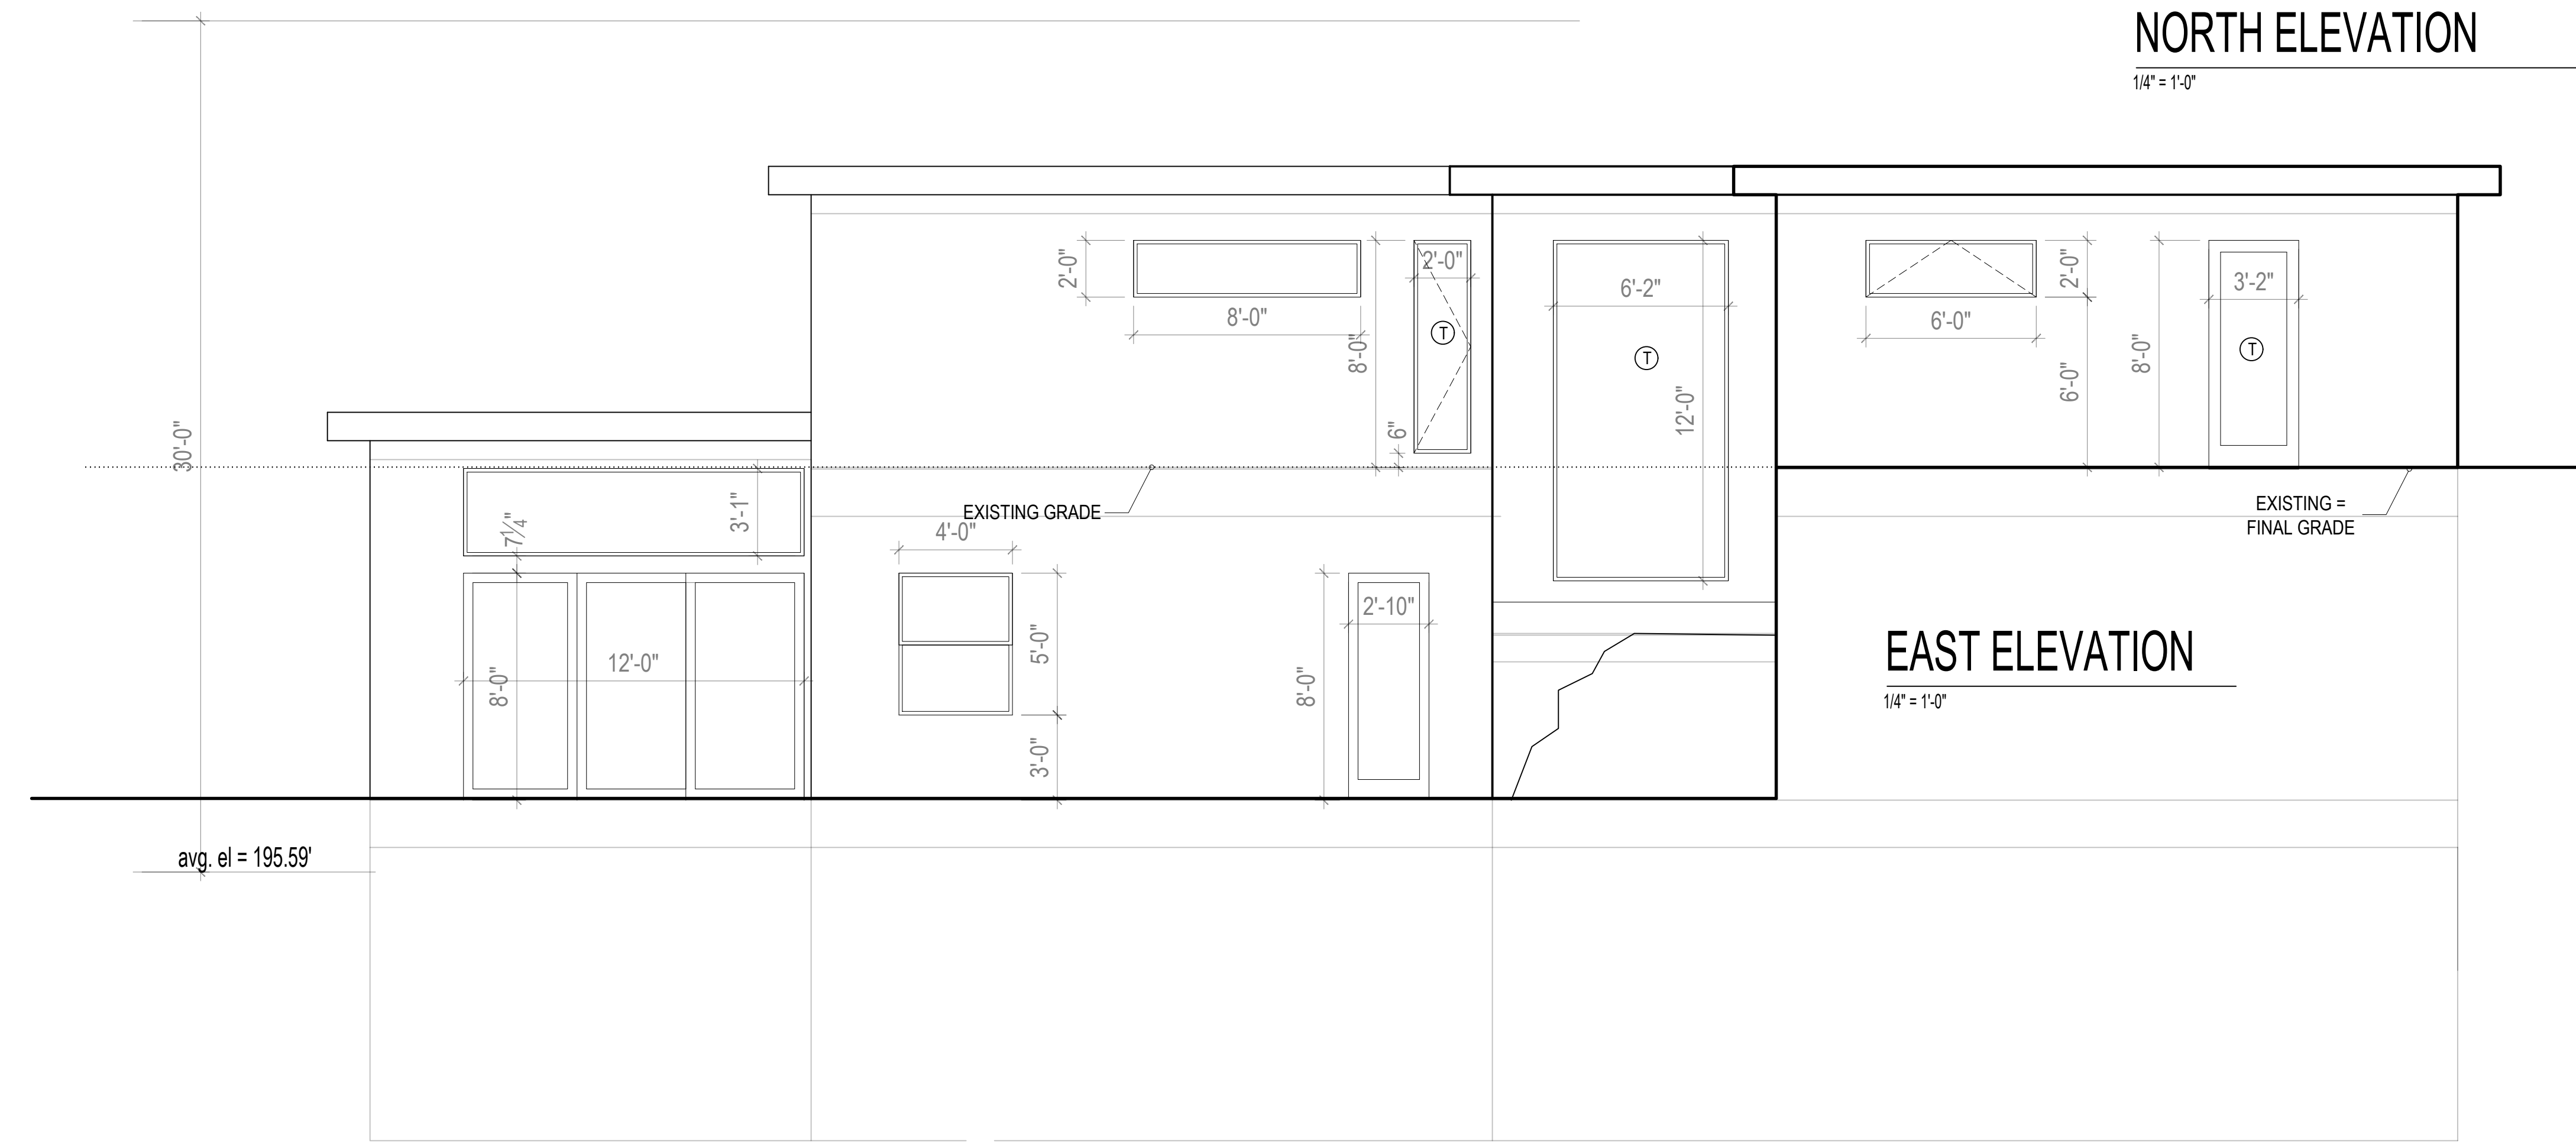 NORTH ELEVATION
1/4" = 1'-0"
2'-0"
8'-0"
8'-0"
6"
2'-0"
T
6'-2"
T
12'-0"
6'-0"
2'-0"
6'-0"
8'-0"
3'-2"
T
30'-0"
EXISTING GRADE
EXISTING =
FINAL GRADE
7 1/4"
3'-1"
8'-0"
12'-0"
4'-0"
5'-0"
3'-0"
8'-0"
2'-10"
EAST ELEVATION
1/4" = 1'-0"
avg. el = 195.59'